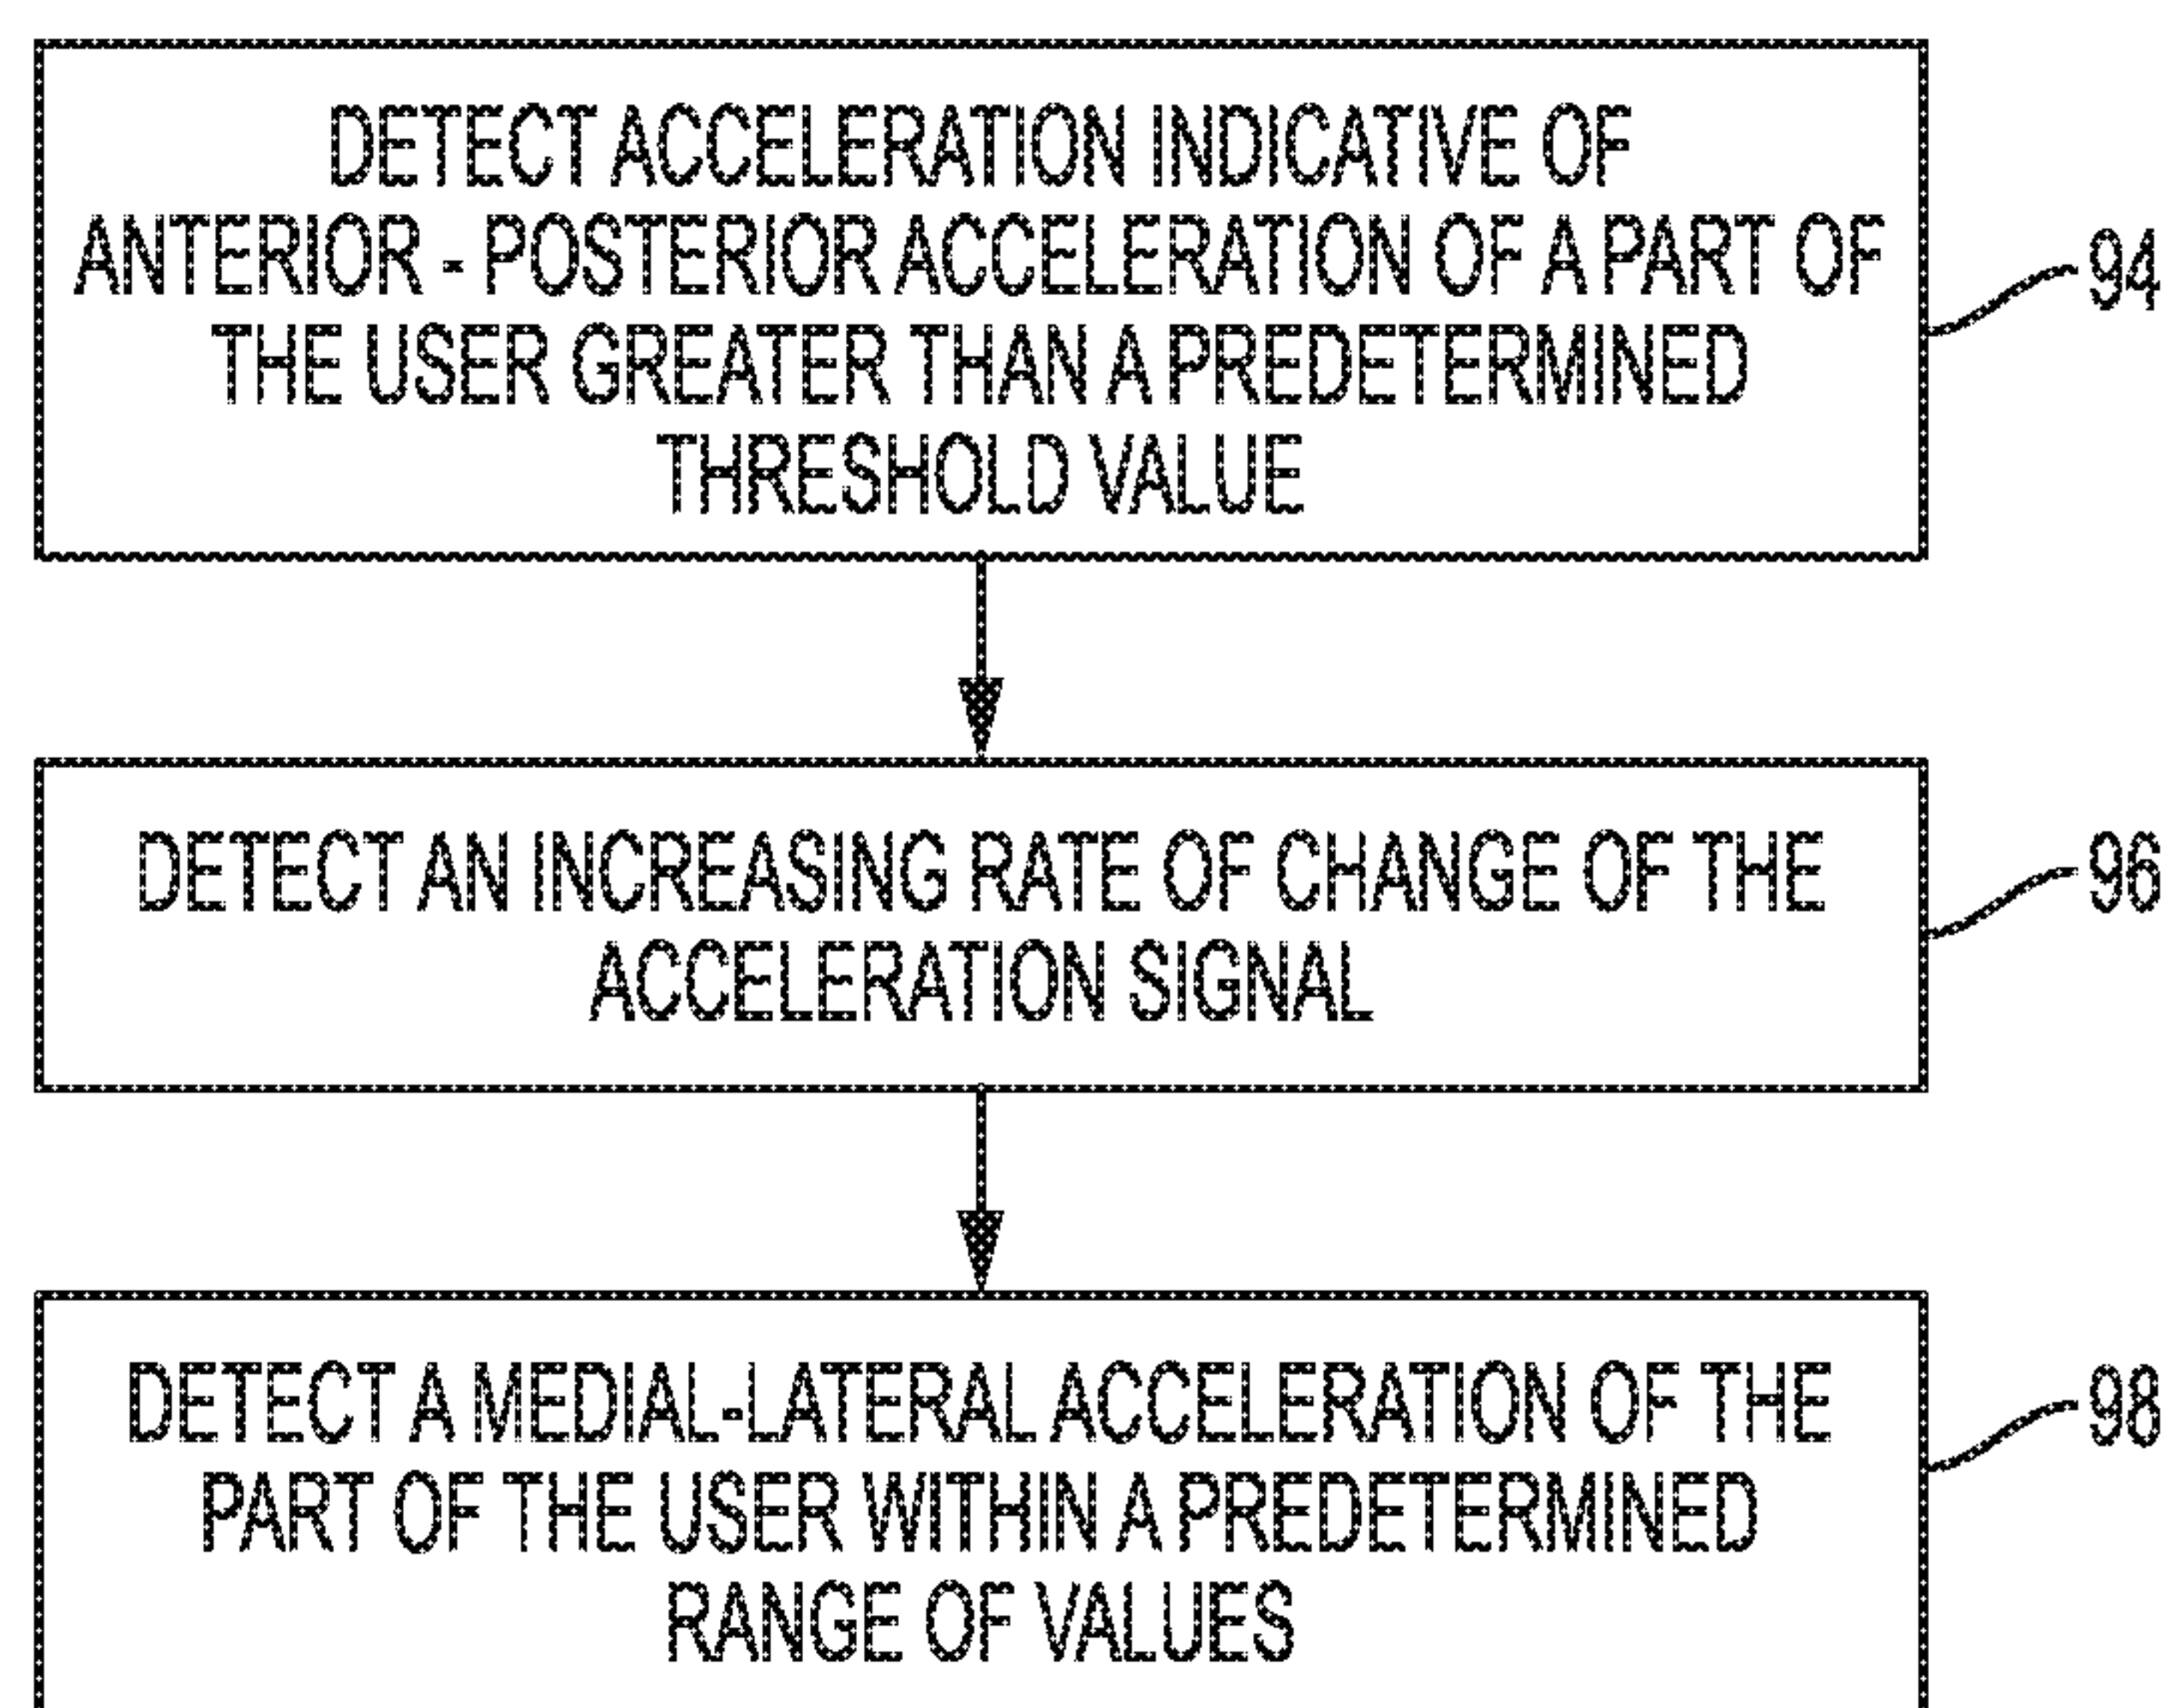 DETECT ACCELERATION INDICATIVE OF
ANTERIOR - POSTERIOR ACCELERATION OF A PART OF
THE USER GREATER THAN A PREDETERMINED
THRESHOLD VALUE
94
DETECT AN INCREASING RATE OF CHANGE OF THE
ACCELERATION SIGNAL
96
DETECT A MEDIAL-LATERAL ACCELERATION OF THE
PART OF THE USER WITHIN A PREDETERMINED
RANGE OF VALUES
98